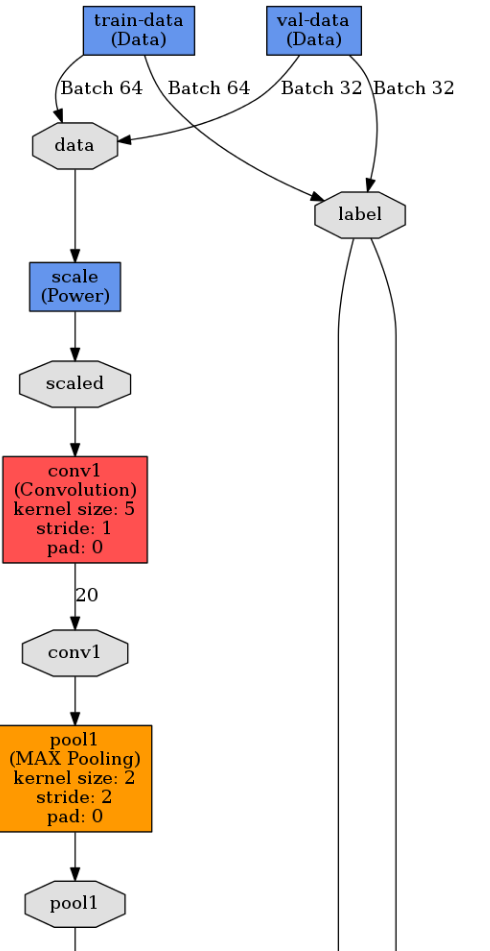 train-data
(Data)
val-data
(Data)
Batch 64
Batch 64
Batch 32
Batch 32
data
label
scale
(Power)
scaled
conv1
(Convolution)
kernel size: 5
stride: 1
pad: 0
20
conv1
pool1
(MAX Pooling)
kernel size: 2
stride: 2
pad: 0
pool1